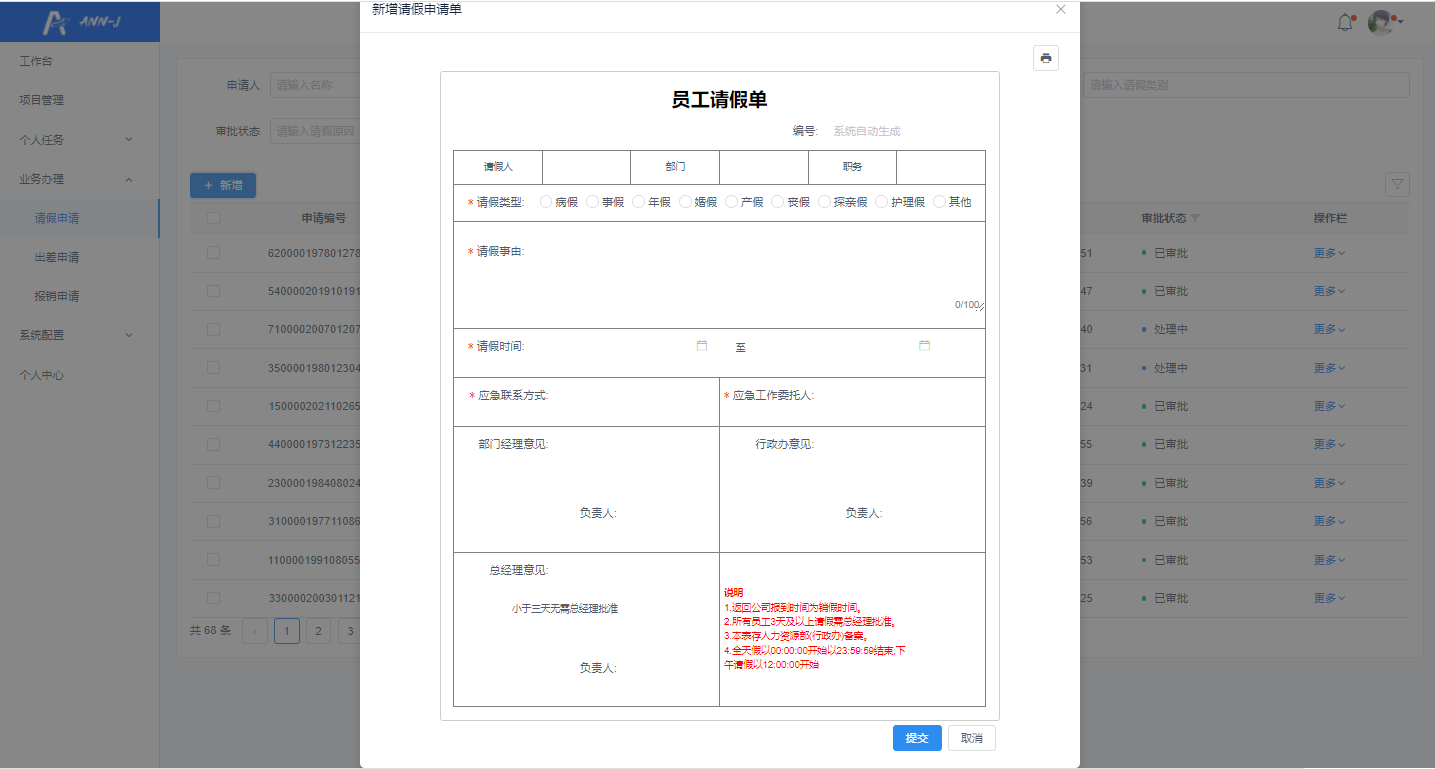 新增请假申请单
ANN-J
工作台
项目管理
个人任务
业务办理
请假申请
出差申请
报销申请
系统配置
个人中心
申请人 请输入名称
请输入请假类别
审批状态 请输入请假原因
+ 新增
申请编号 审批状态 操作栏
620000197801278 51 已审批 更多
540000201910191 47 已审批 更多
710000200701207 40 处理中 更多
350000198012304 31 处理中 更多
150000202110265 24 已审批 更多
440000197312235 55 已审批 更多
230000198408024 39 已审批 更多
310000197711086 56 已审批 更多
110000199108055 53 已审批 更多
330000200301121 25 已审批 更多
共 68 条 < 1 2 3
员工请假单
编号: 系统自动生成
请假人 部门 职务
* 请假类型: 病假 事假 年假 婚假 产假 丧假 探亲假 护理假 其他
* 请假事由:
0/100
* 请假时间: 至
* 应急联系方式: * 应急工作委托人:
部门经理意见: 行政办意见:
负责人: 负责人:
总经理意见:
小于三天无需总经理批准
负责人:
说明
1.返回公司报到时间为销假时间。
2.所有员工3天及以上请假需总经理批准。
3.本表存人力资源部(行政办)备案。
4.全天假以00:00:00开始以23:59:59结束,下
午请假以12:00:00开始
提交 取消